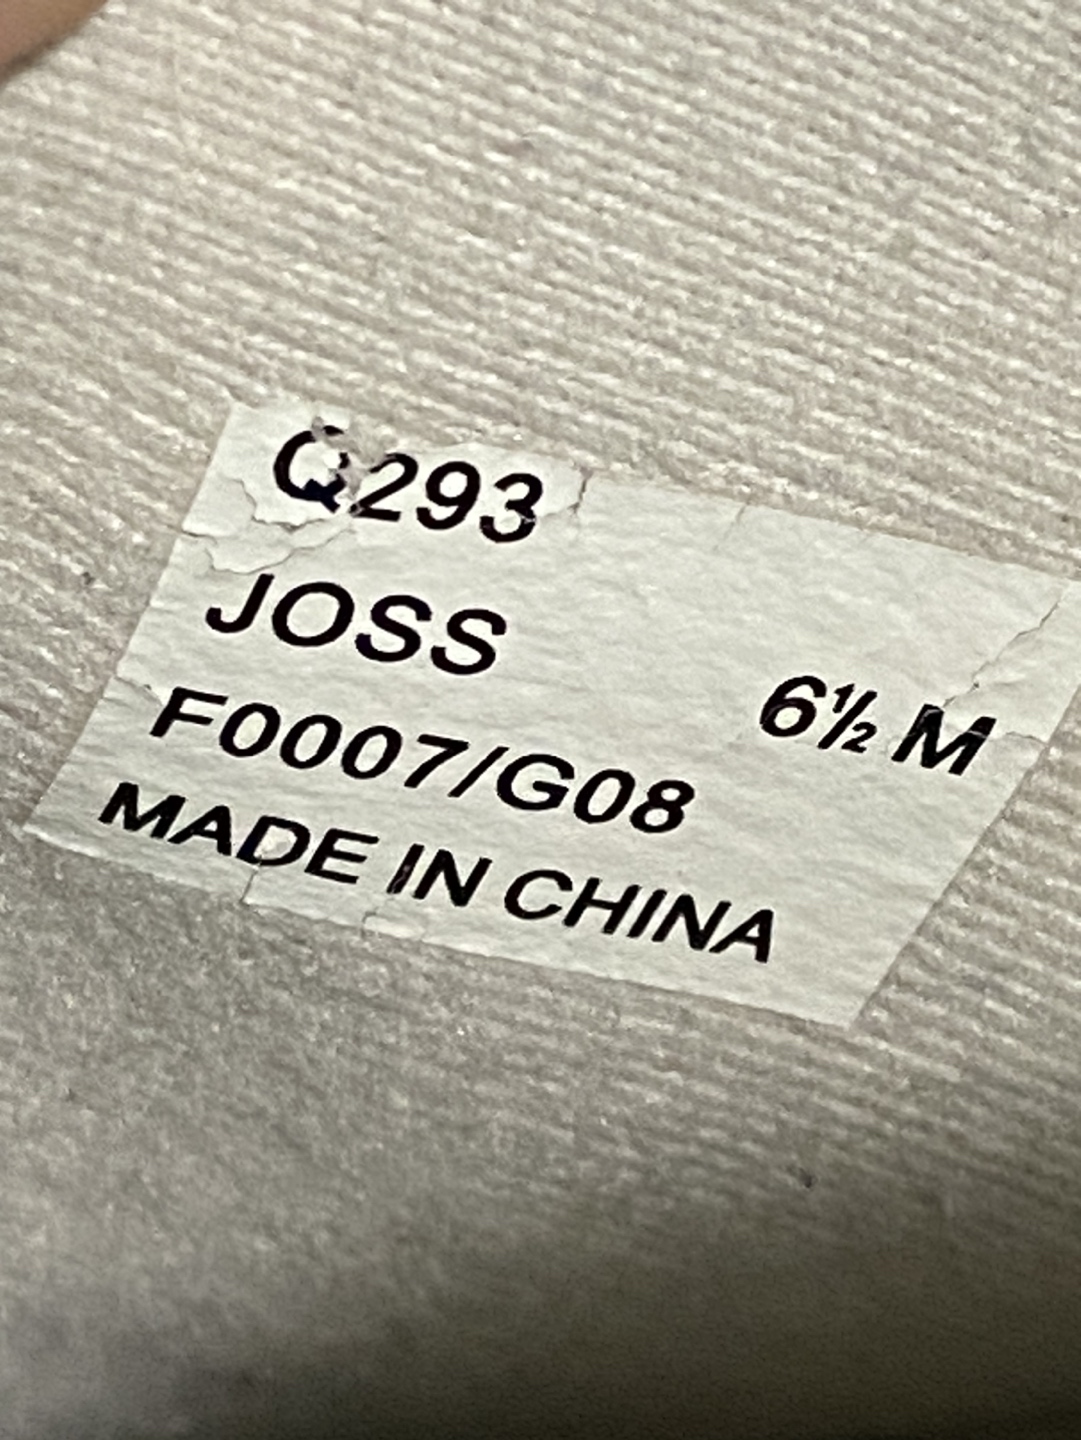 Q293
JOSS
6½ M
F0007/G08
MADE IN CHINA